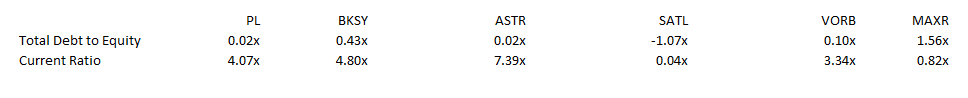 PL BKSY ASTR SATL VORB MAXR
Total Debt to Equity 0.02x 0.43x 0.02x -1.07x 0.10x 1.56x
Current Ratio 4.07x 4.80x 7.39x 0.04x 3.34x 0.82x